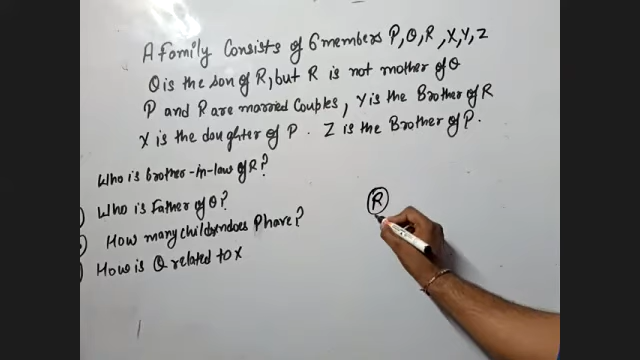 A Family Consists of 6 members P, Q, R, X, Y, Z
Q is the son of R, but R is not mother of Q
P and R are married Couples, Y is the Brother of R
X is the daughter of P. Z is the Brother of P.
Who is brother-in-law of R?
Who is Father of Q?
How many children does P have?
How is Q related to X
R